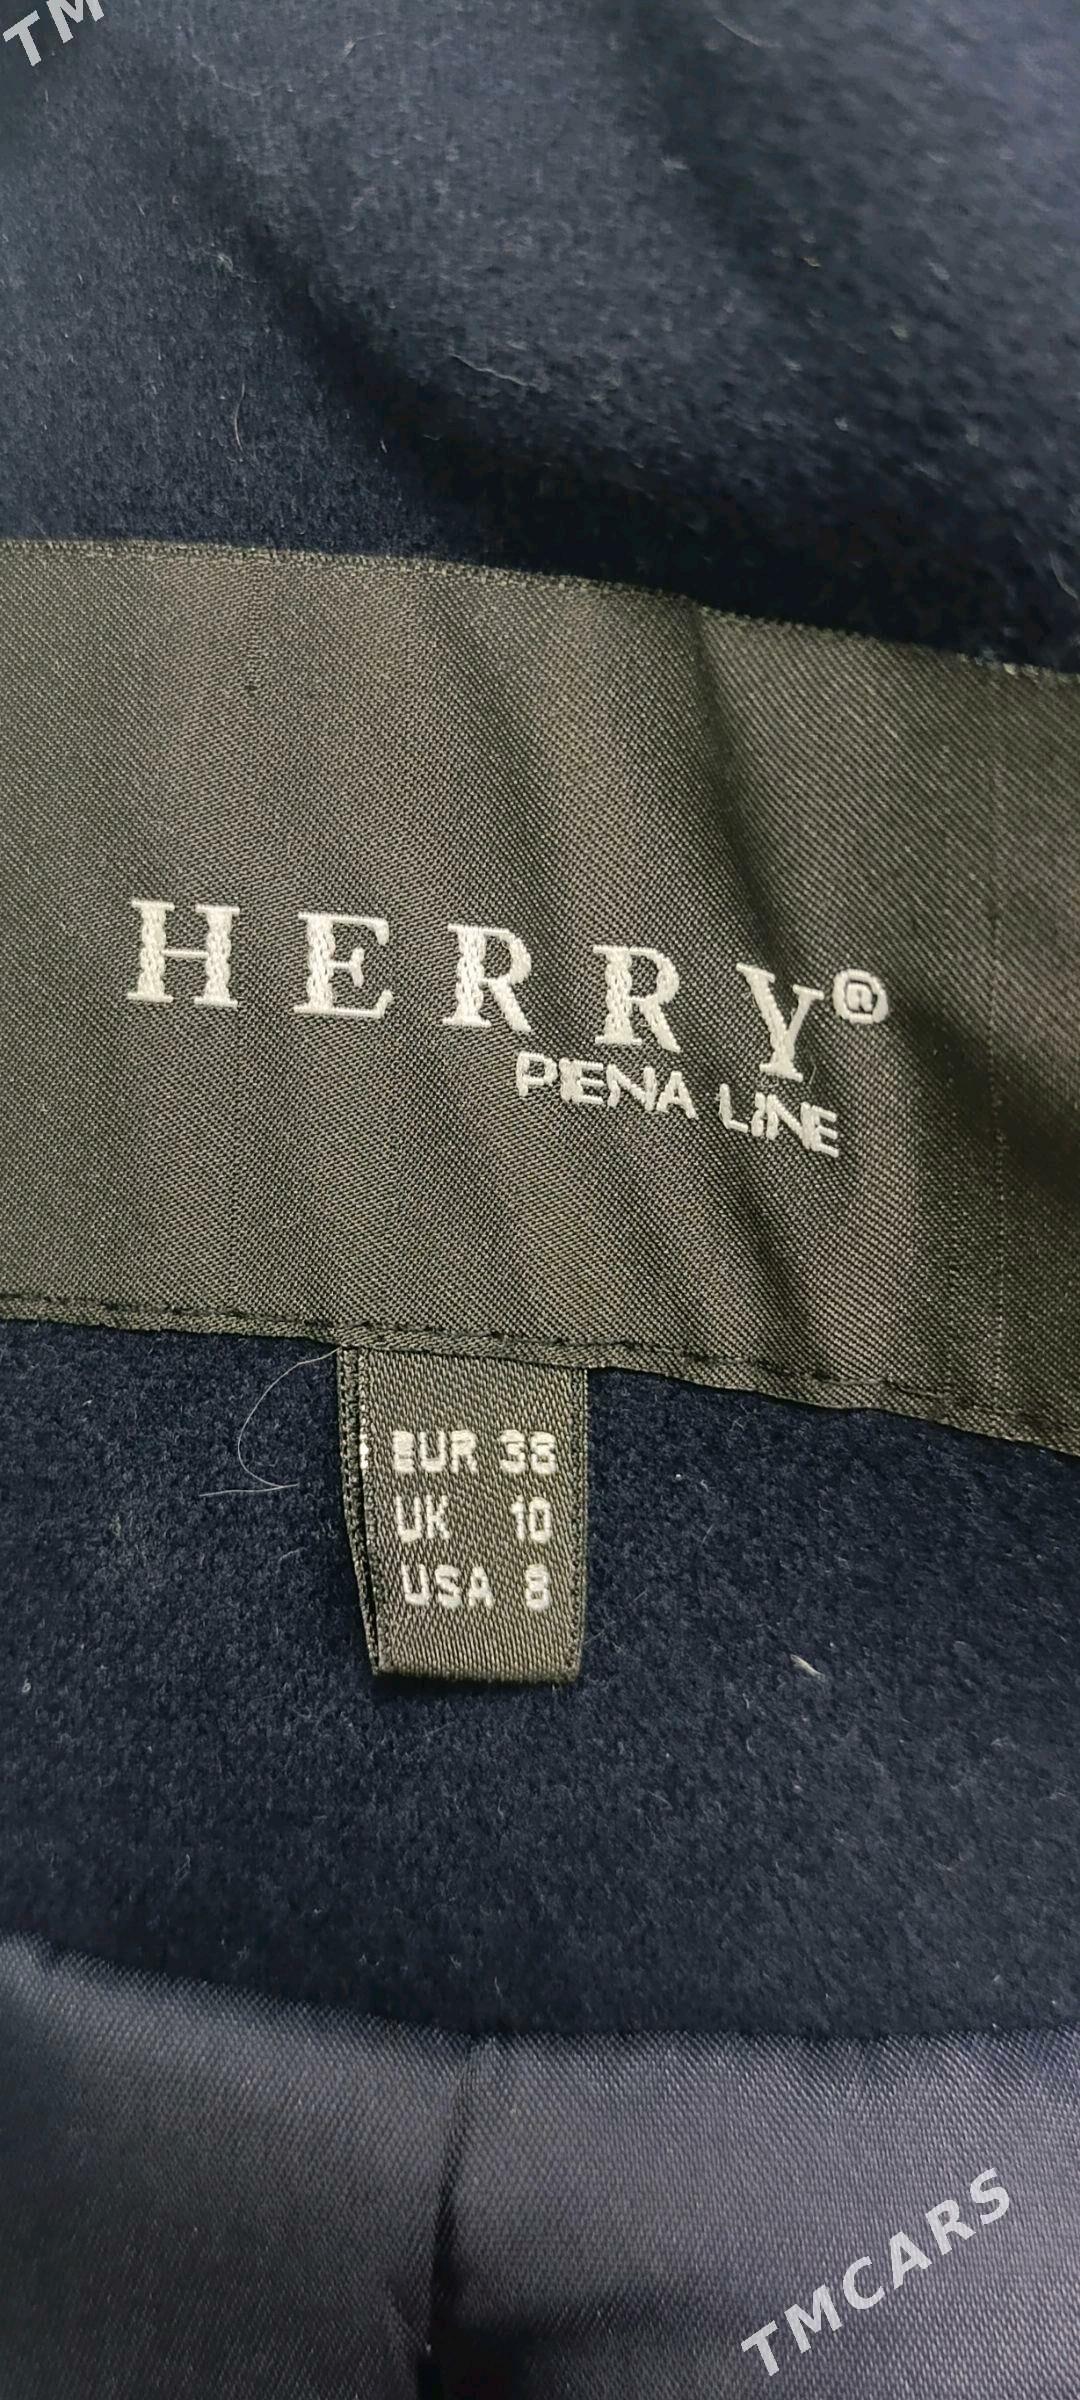 TM
HERRY®
PIENA LINE
EUR 38
UK 10
USA 8
TMCARS